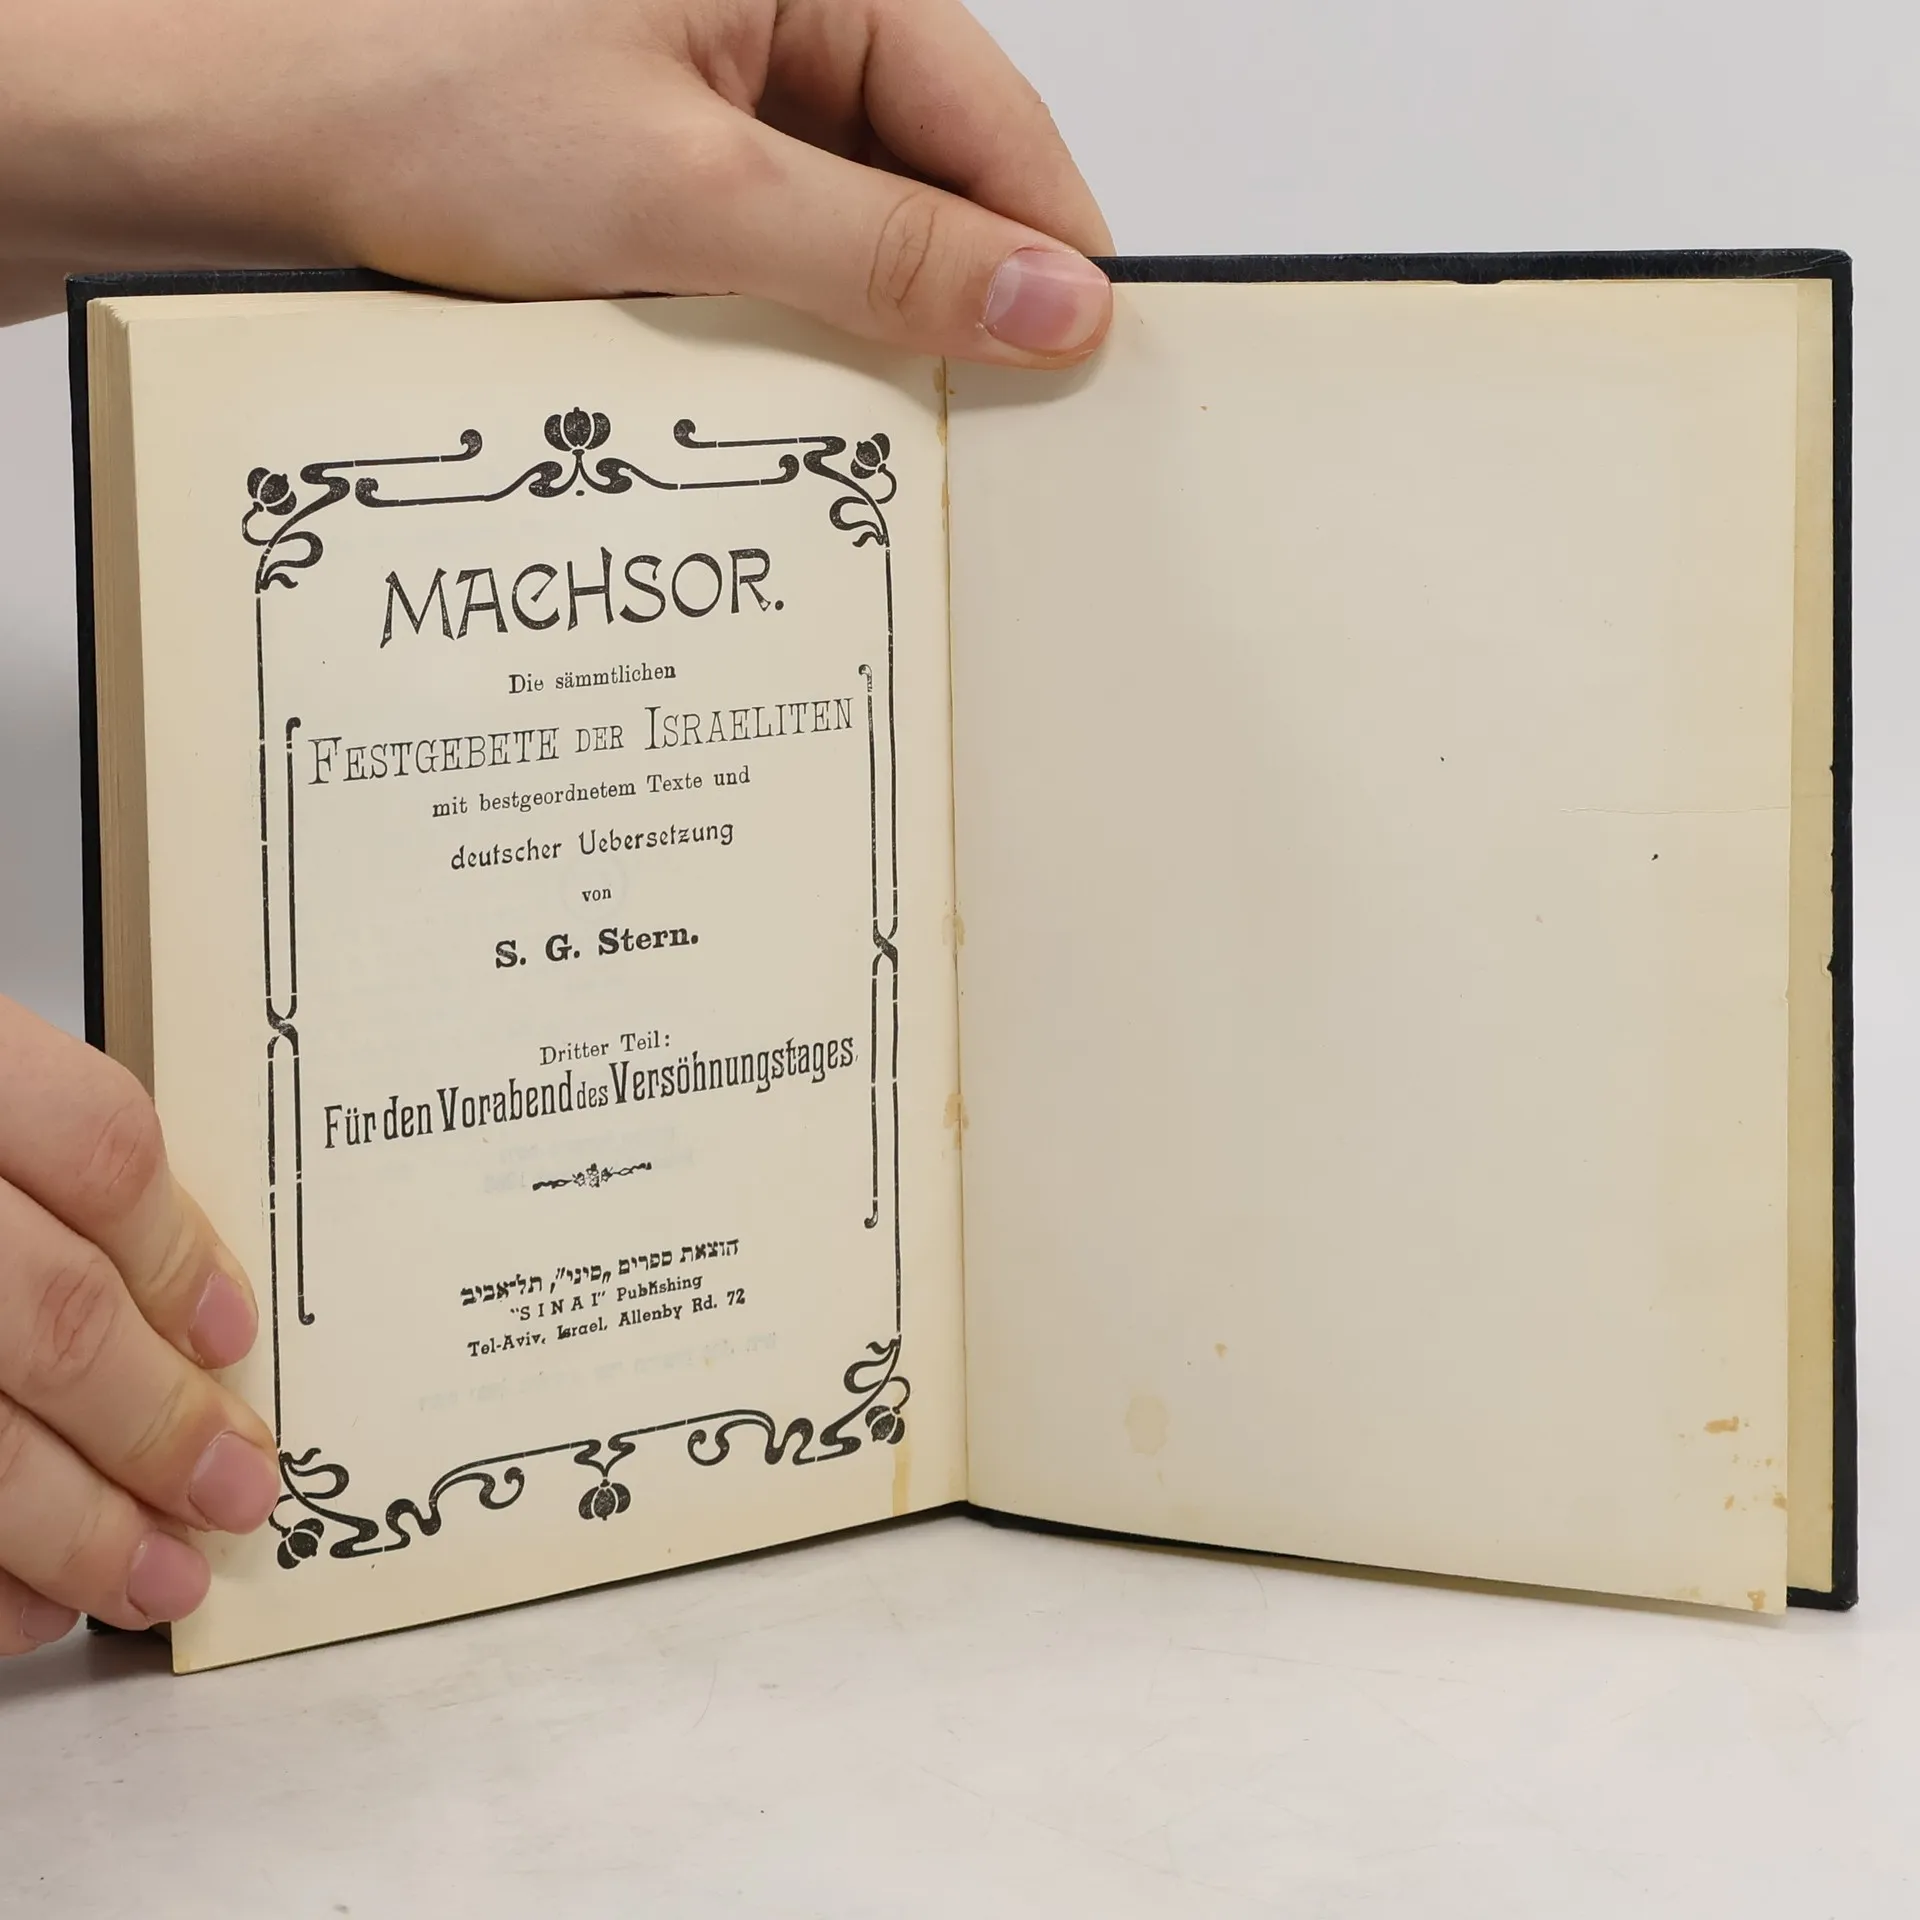 MACHSOR.
Die sämmtlichen
FESTGEBETE DER ISRAELITEN
mit bestgeordnetem Texte und
deutscher Uebersetzung
von
S. G. Stern.
Dritter Teil:
Für den Vorabend des Versöhnungstages.
הוצאת ספרים „סיני”, תל־אביב
"SINAI" Publishing
Tel-Aviv, Israel, Allenby Rd. 72